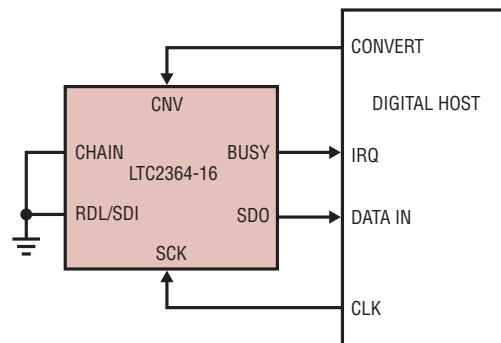 CONVERT
CNV
DIGITAL HOST
CHAIN
BUSY
IRQ
LTC2364-16
RDL/SDI
SDO
DATA IN
SCK
CLK